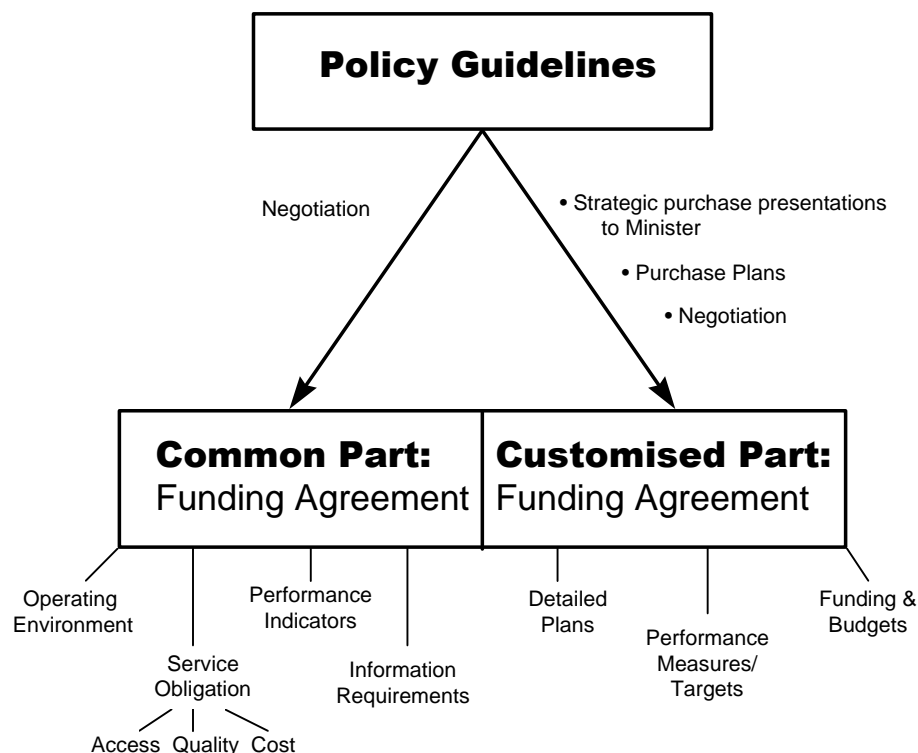 Policy Guidelines
Negotiation
• Strategic purchase presentations
to Minister
• Purchase Plans
• Negotiation
Common Part:
Funding Agreement
Customised Part:
Funding Agreement
Operating
Environment
Service
Obligation
Access Quality Cost
Performance
Indicators
Information
Requirements
Detailed
Plans
Performance
Measures/
Targets
Funding &
Budgets